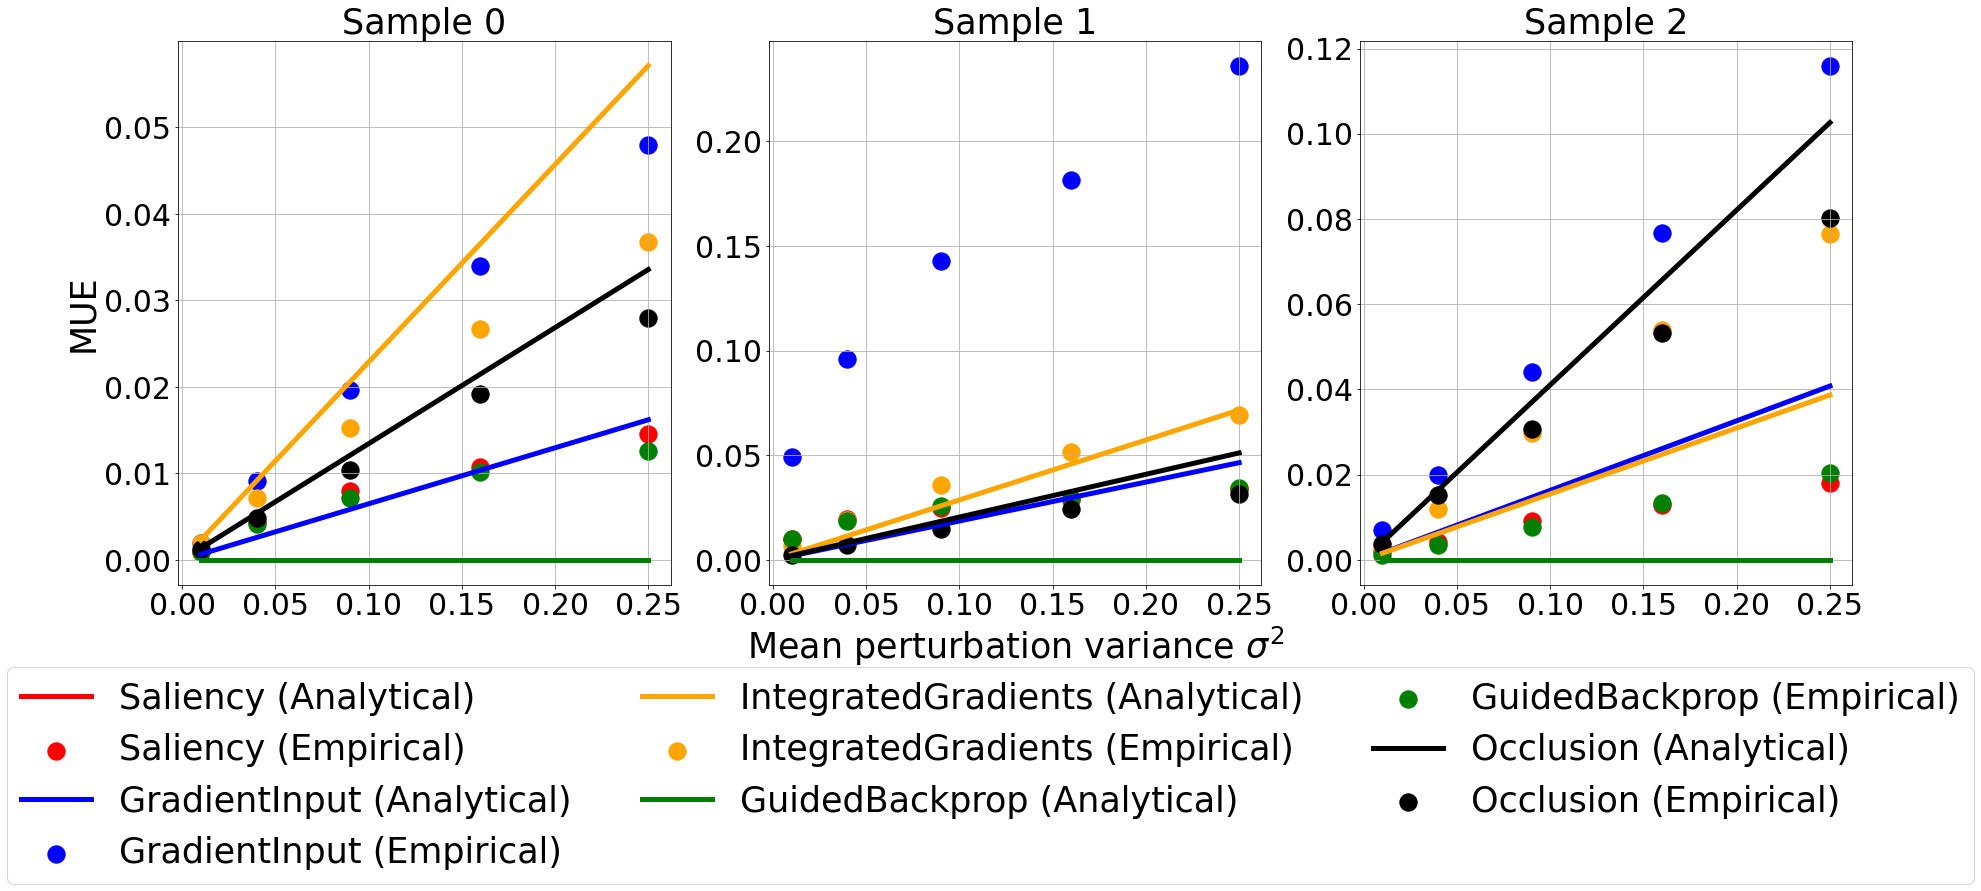 Sample 0
Sample 1
Sample 2
MUE
0.05
0.04
0.03
0.02
0.01
0.00
0.00 0.05 0.10 0.15 0.20 0.25
0.20
0.15
0.10
0.05
0.00
0.00 0.05 0.10 0.15 0.20 0.25
0.12
0.10
0.08
0.06
0.04
0.02
0.00
0.00 0.05 0.10 0.15 0.20 0.25
Mean perturbation variance σ²
Saliency (Analytical)
Saliency (Empirical)
GradientInput (Analytical)
GradientInput (Empirical)
IntegratedGradients (Analytical)
IntegratedGradients (Empirical)
GuidedBackprop (Analytical)
GuidedBackprop (Empirical)
Occlusion (Analytical)
Occlusion (Empirical)